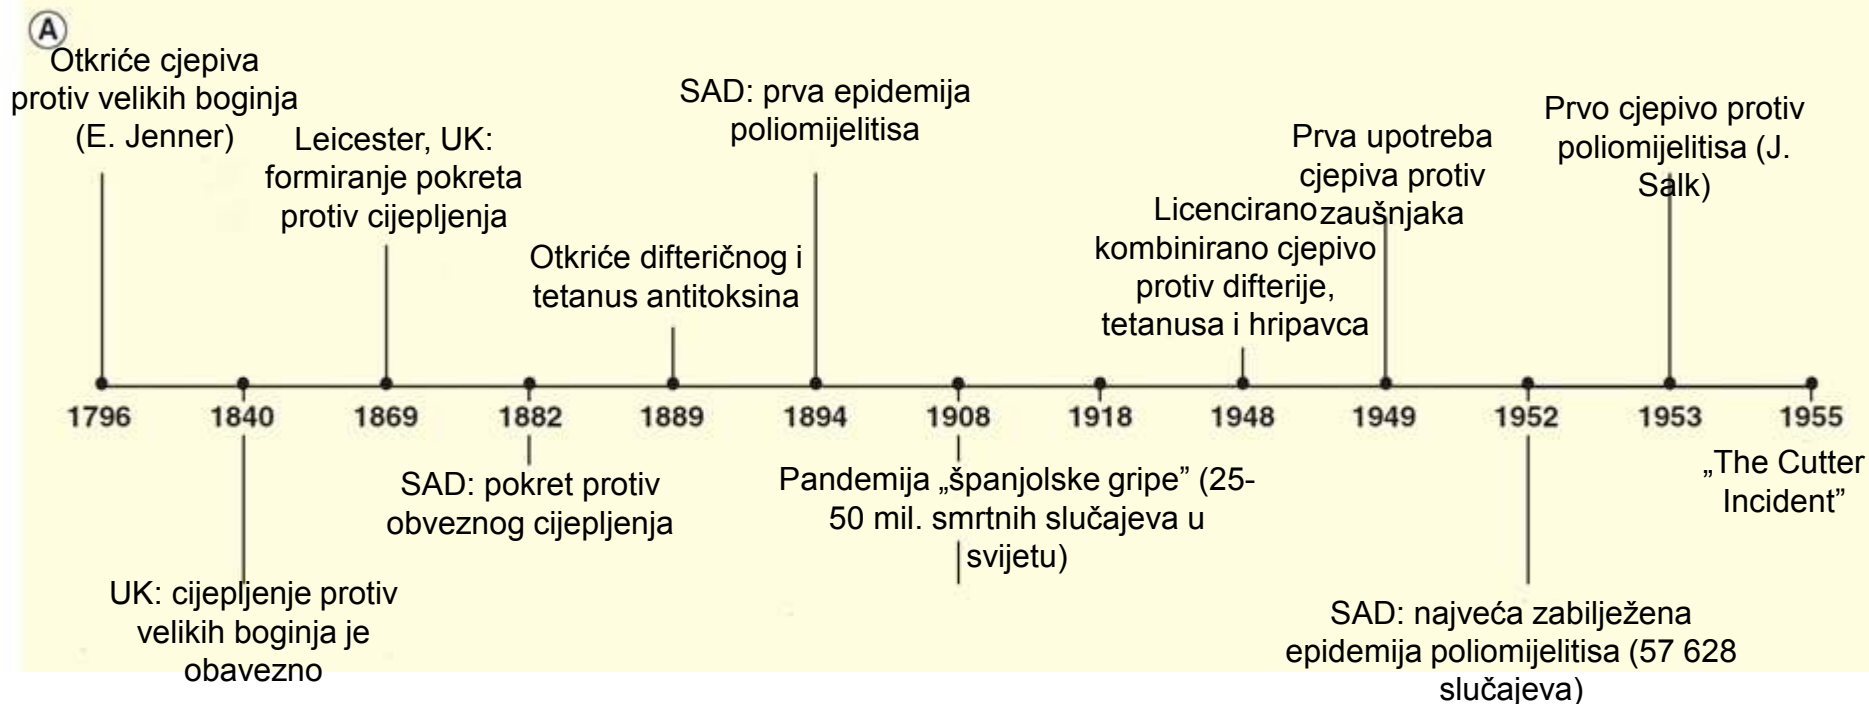 A
Otkriće cjepiva
protiv velikih boginja
(E. Jenner)
Leicester, UK:
formiranje pokreta
protiv cijepljenja
Otkriće difteričnog i
tetanus antitoksina
SAD: prva epidemija
poliomijelitisa
Licencirano
kombinirano cjepivo
protiv difterije,
tetanusa i hripavca
Prva upotreba
cjepiva protiv
zaušnjaka
Prvo cjepivo protiv
poliomijelitisa (J.
Salk)
1796 1840 1869 1882 1889 1894 1908 1918 1948 1949 1952 1953 1955
UK: cijepljenje protiv
velikih boginja je
obavezno
SAD: pokret protiv
obveznog cijepljenja
Pandemija „španjolske gripe” (25-
50 mil. smrtnih slučajeva u
svijetu)
SAD: najveća zabilježena
epidemija poliomijelitisa (57 628
slučajeva)
„The Cutter
Incident”